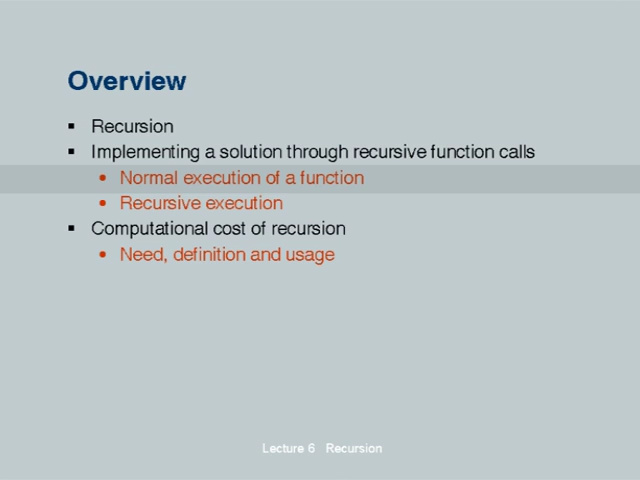 Overview
Recursion
Implementing a solution through recursive function calls
Normal execution of a function
Recursive execution
Computational cost of recursion
Need, definition and usage
Lecture 6 Recursion